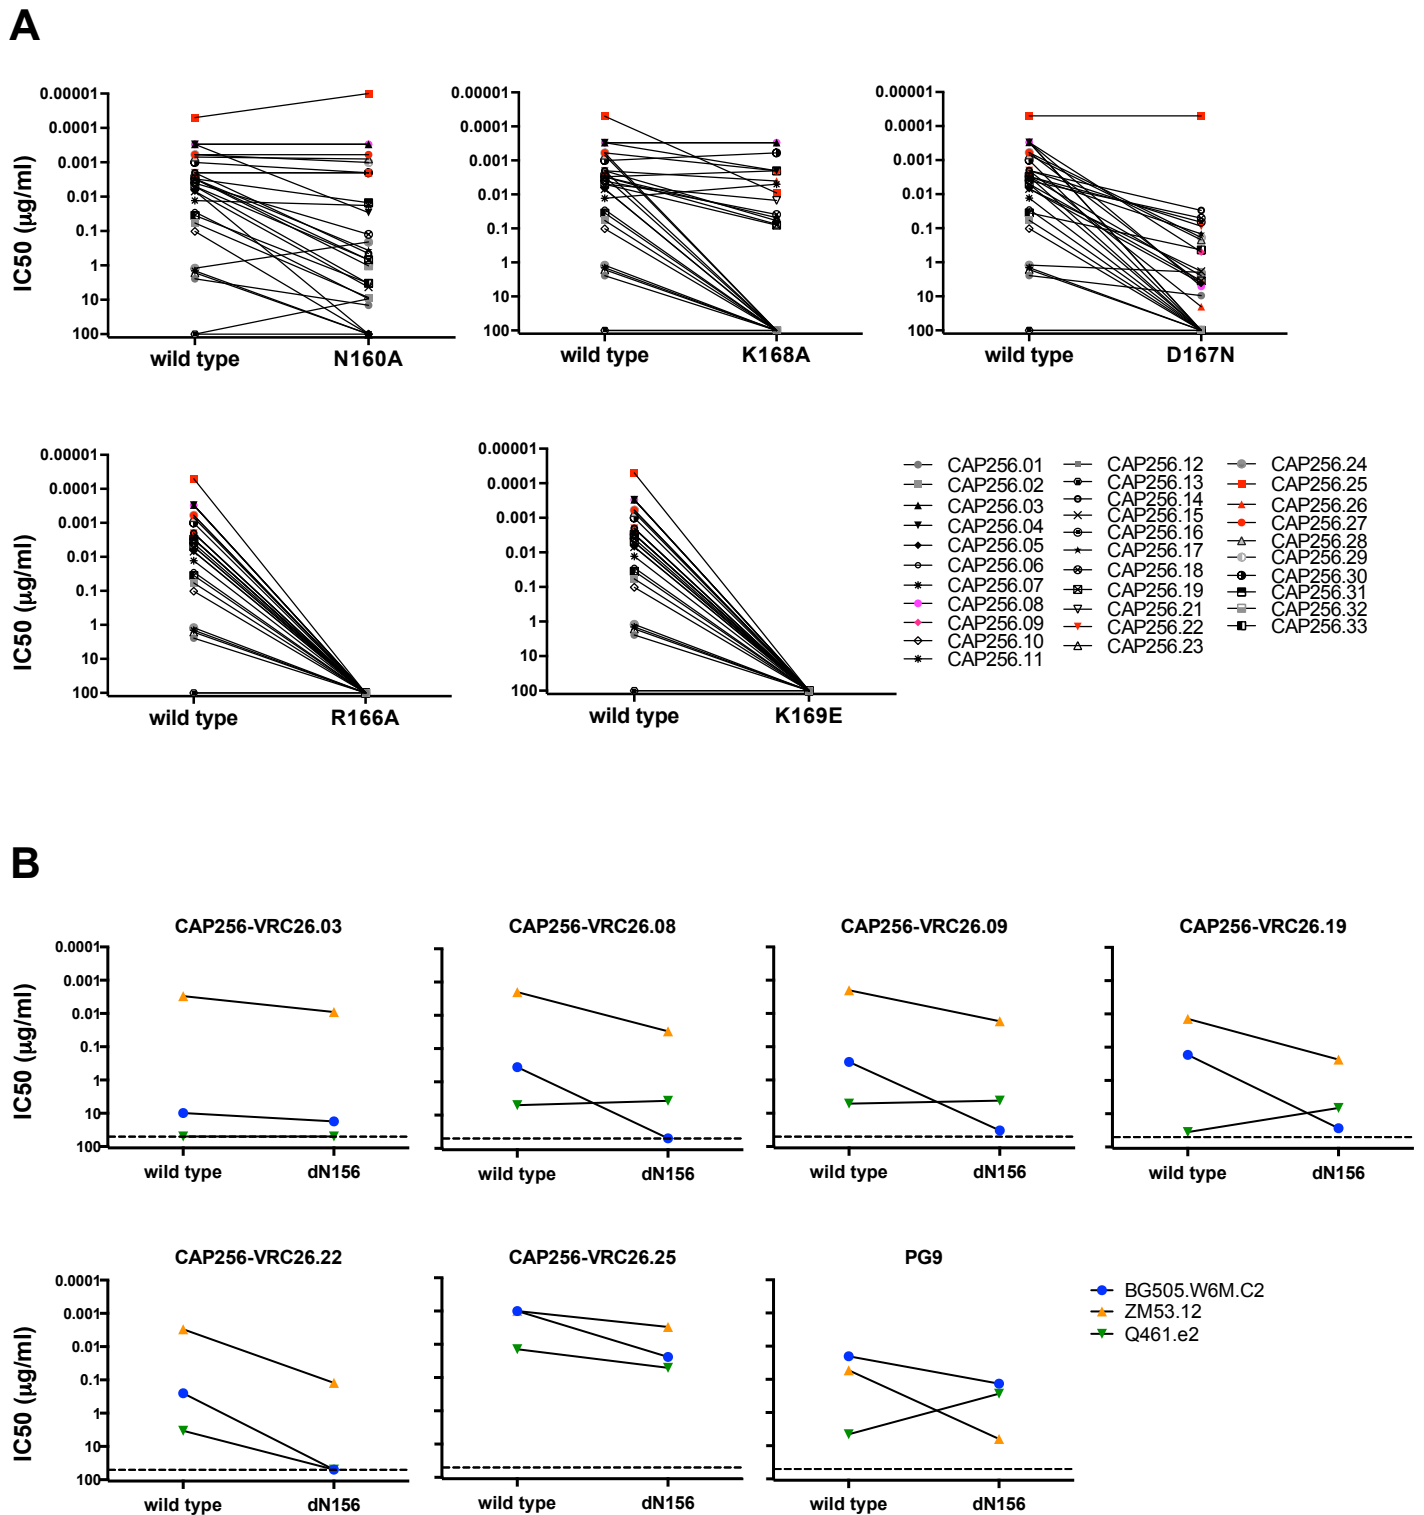 A
IC50 (µg/ml)
0.00001
0.0001
0.001
0.01
0.1
1
10
100
wild type N160A
0.00001
0.0001
0.001
0.01
0.1
1
10
100
wild type K168A
0.00001
0.0001
0.001
0.01
0.1
1
10
100
wild type D167N
IC50 (µg/ml)
0.00001
0.0001
0.001
0.01
0.1
1
10
100
wild type R166A
0.00001
0.0001
0.001
0.01
0.1
1
10
100
wild type K169E
CAP256.01
CAP256.02
CAP256.03
CAP256.04
CAP256.05
CAP256.06
CAP256.07
CAP256.08
CAP256.09
CAP256.10
CAP256.11
CAP256.12
CAP256.13
CAP256.14
CAP256.15
CAP256.16
CAP256.17
CAP256.18
CAP256.19
CAP256.21
CAP256.22
CAP256.23
CAP256.24
CAP256.25
CAP256.26
CAP256.27
CAP256.28
CAP256.29
CAP256.30
CAP256.31
CAP256.32
CAP256.33
B
CAP256-VRC26.03
IC50 (µg/ml)
0.0001
0.001
0.01
0.1
1
10
100
wild type dN156
CAP256-VRC26.08
wild type dN156
CAP256-VRC26.09
wild type dN156
CAP256-VRC26.19
wild type dN156
CAP256-VRC26.22
IC50 (µg/ml)
0.0001
0.001
0.01
0.1
1
10
100
wild type dN156
CAP256-VRC26.25
wild type dN156
PG9
wild type dN156
BG505.W6M.C2
ZM53.12
Q461.e2